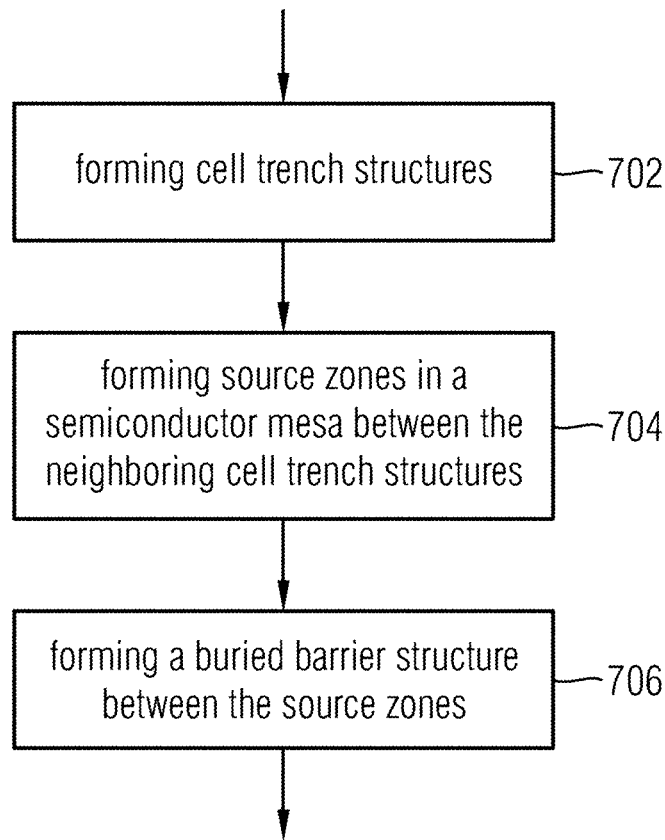 forming cell trench structures
702
forming source zones in a
semiconductor mesa between the
neighboring cell trench structures
704
forming a buried barrier structure
between the source zones
706